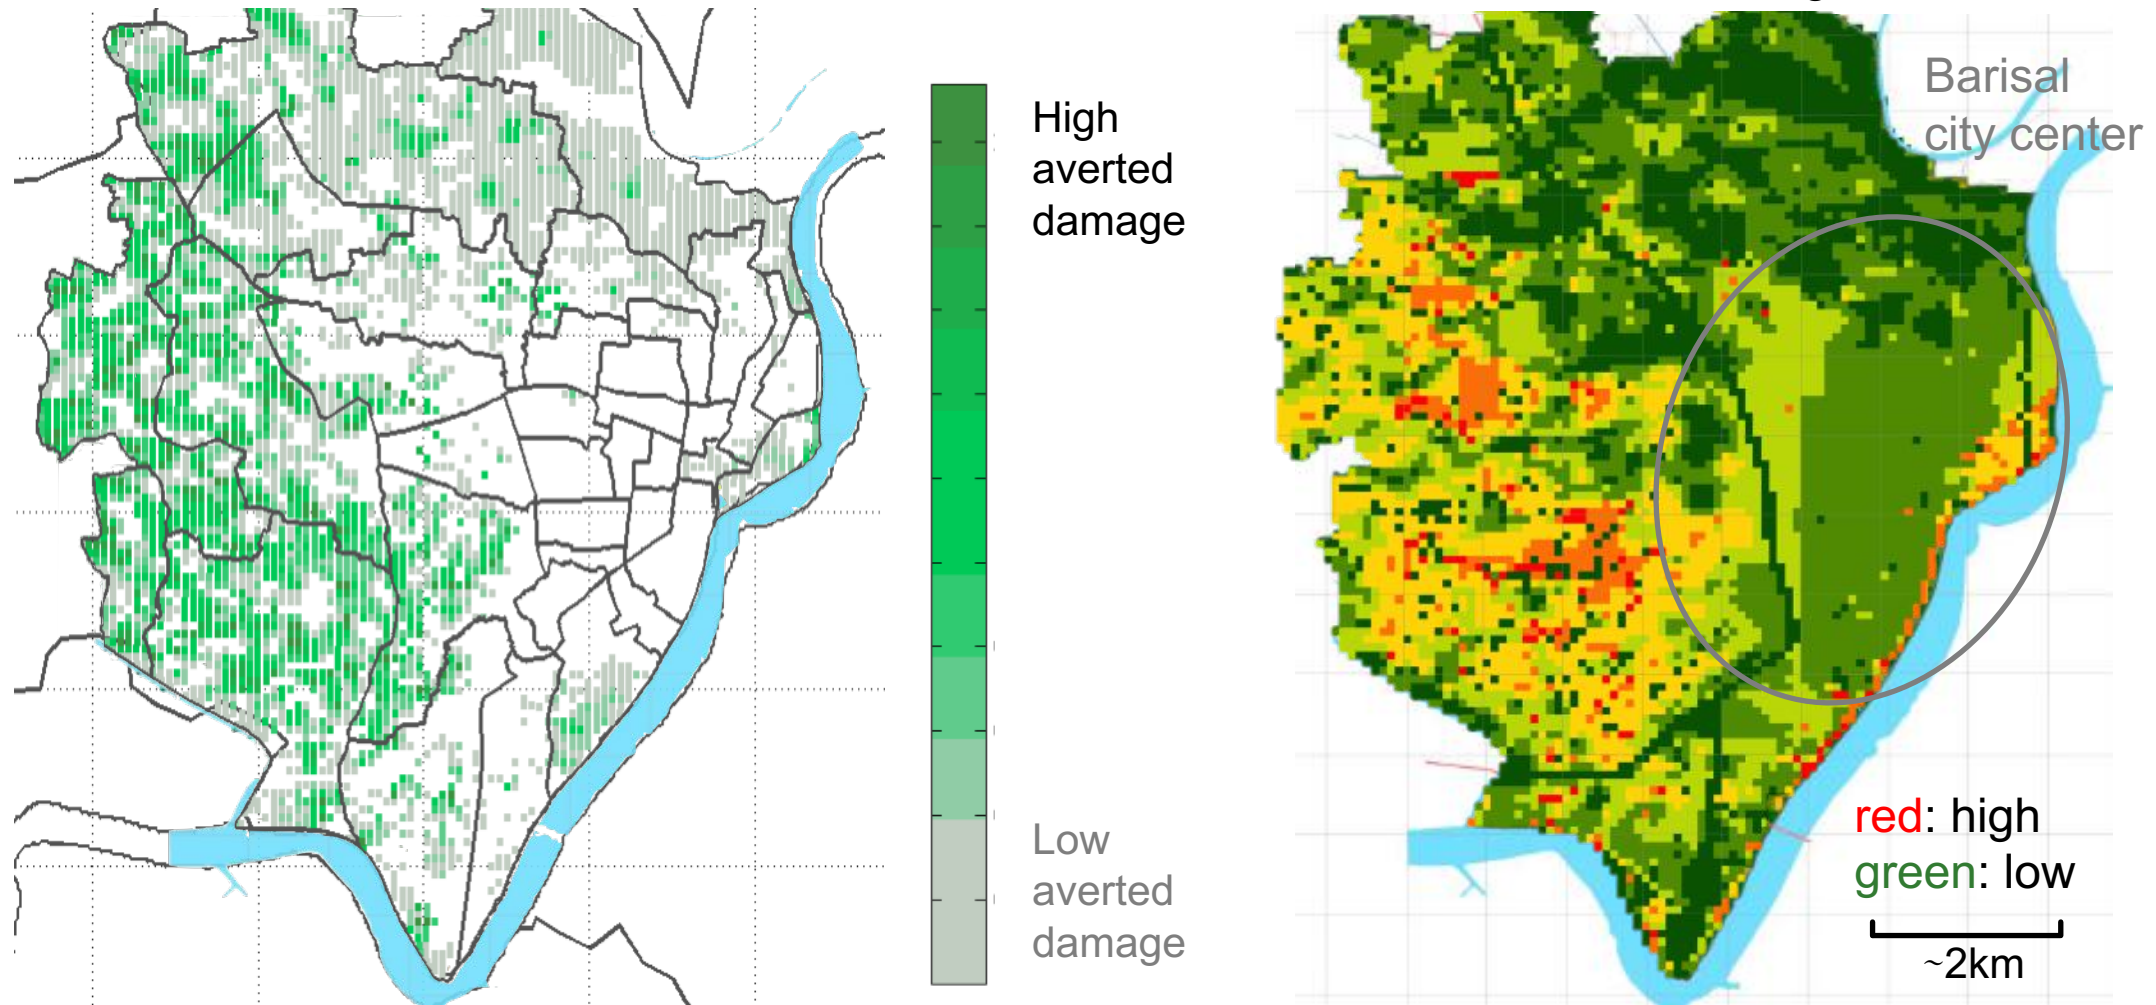 High
averted
damage
Low
averted
damage
Barisal
city center
red: high
green: low
~2km